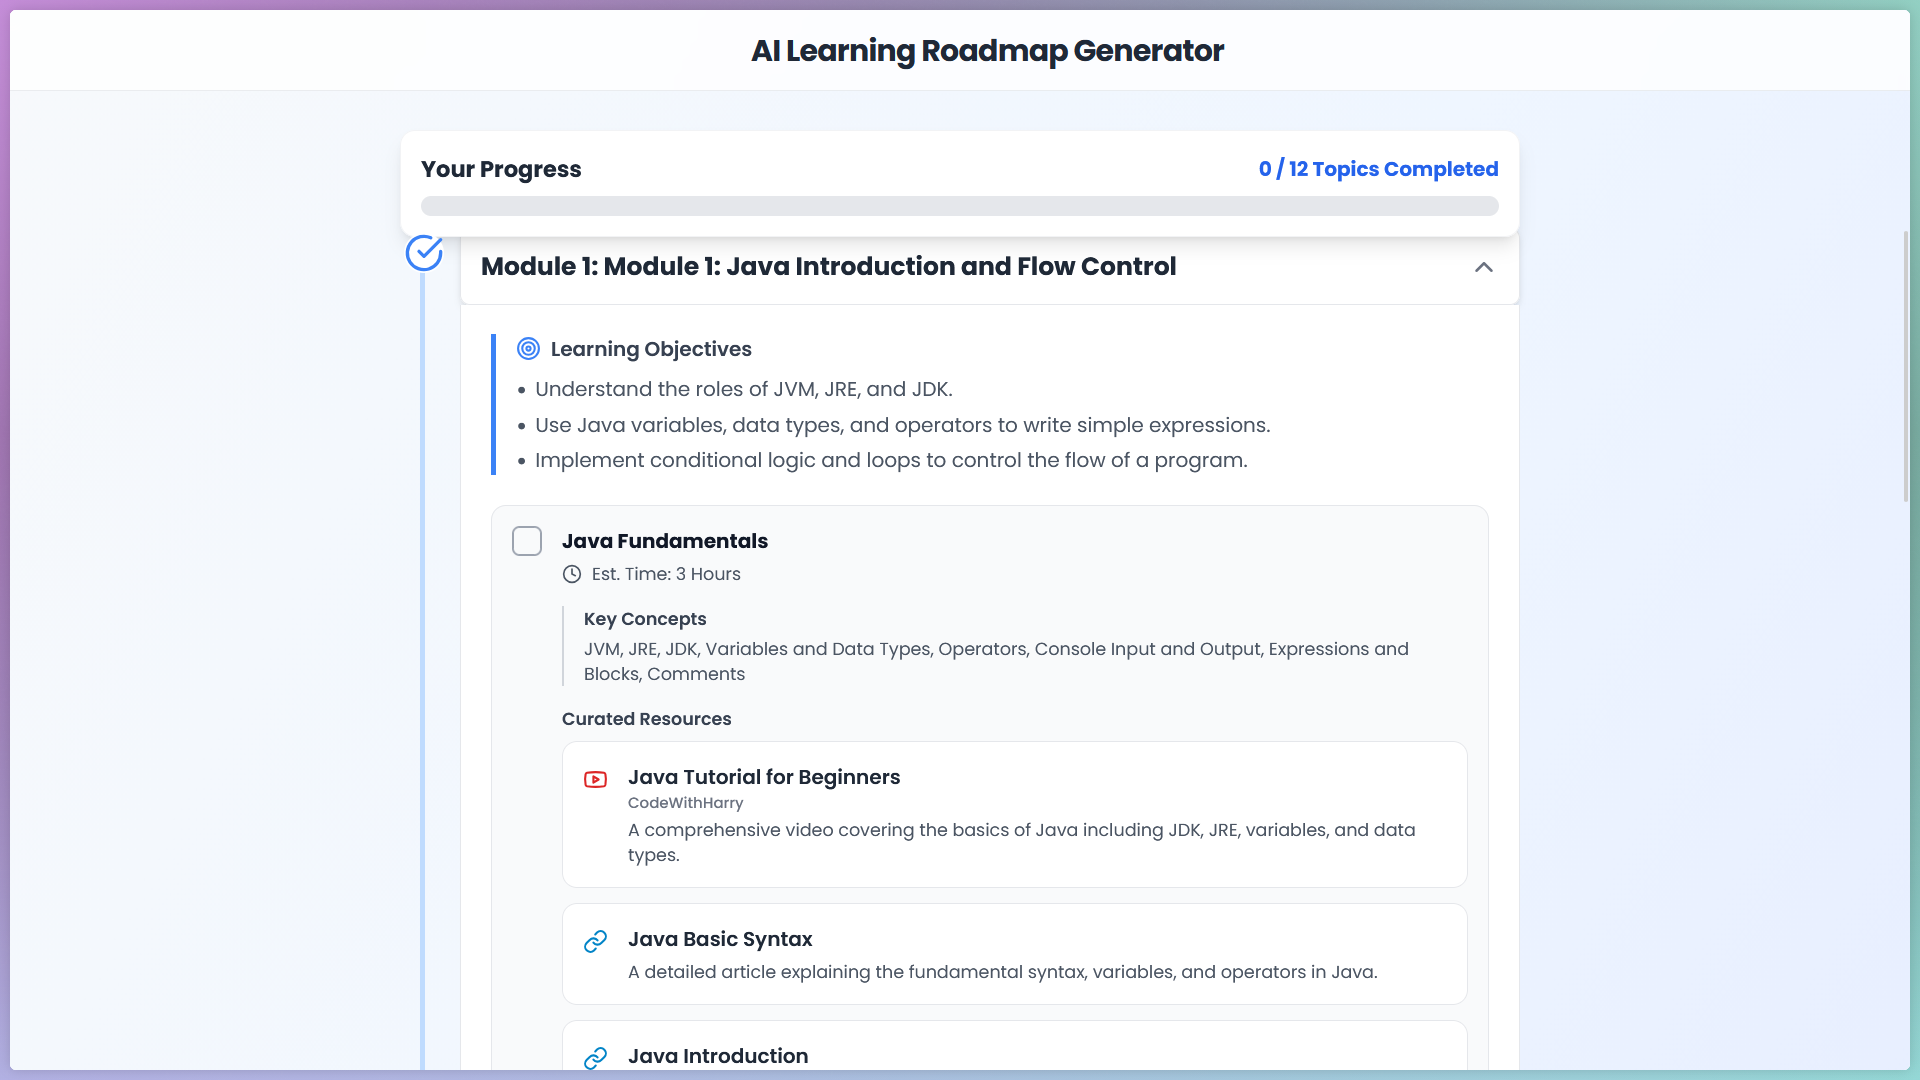 AI Learning Roadmap Generator
Your Progress
0 / 12 Topics Completed
Module 1: Module 1: Java Introduction and Flow Control
Learning Objectives
• Understand the roles of JVM, JRE, and JDK.
• Use Java variables, data types, and operators to write simple expressions.
• Implement conditional logic and loops to control the flow of a program.
Java Fundamentals
Est. Time: 3 Hours
Key Concepts
JVM, JRE, JDK, Variables and Data Types, Operators, Console Input and Output, Expressions and
Blocks, Comments
Curated Resources
Java Tutorial for Beginners
CodeWithHarry
A comprehensive video covering the basics of Java including JDK, JRE, variables, and data
types.
Java Basic Syntax
A detailed article explaining the fundamental syntax, variables, and operators in Java.
Java Introduction